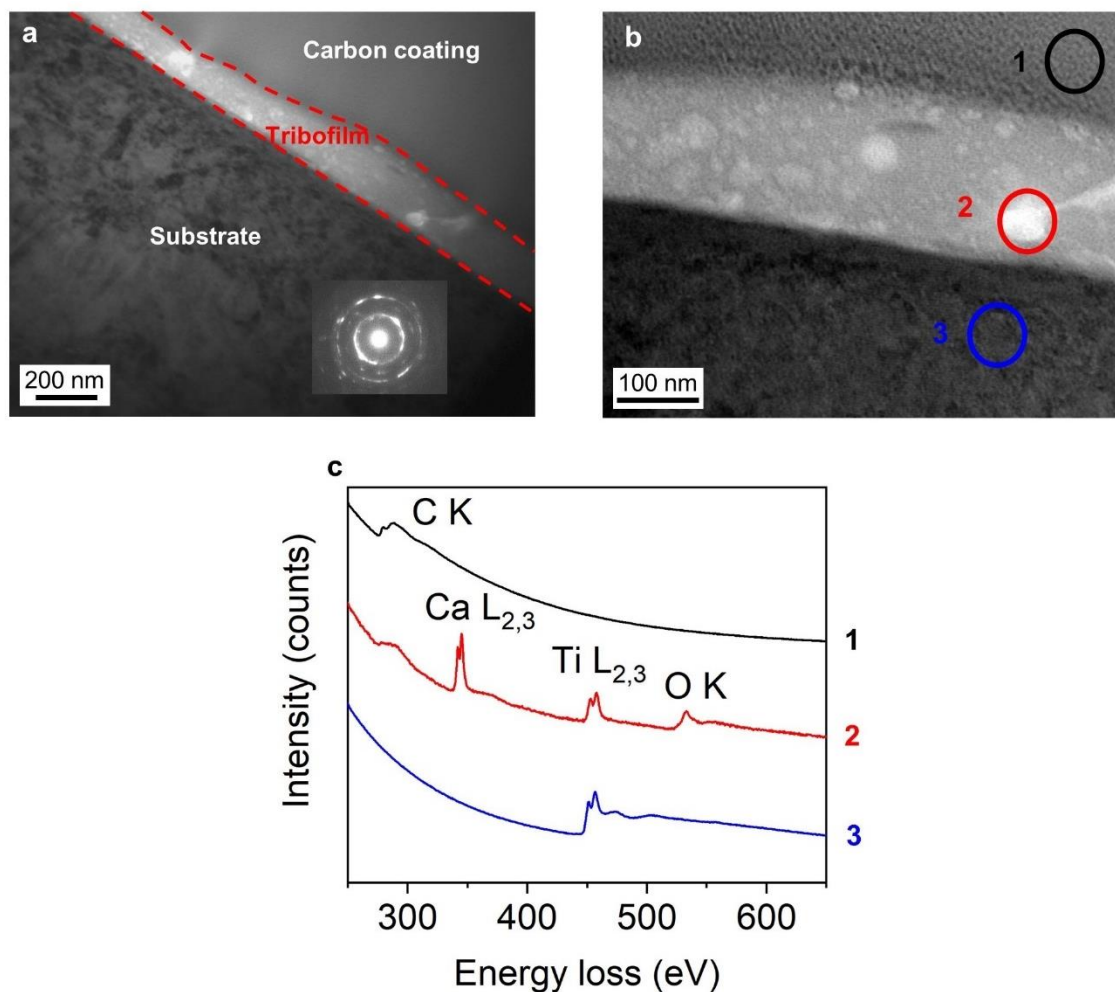 a
Carbon coating
Tribofilm
Substrate
200 nm
b
1
2
3
100 nm
c
C K
Ca L2,3
Ti L2,3
O K
1
2
3
Intensity (counts)
300 400 500 600
Energy loss (eV)